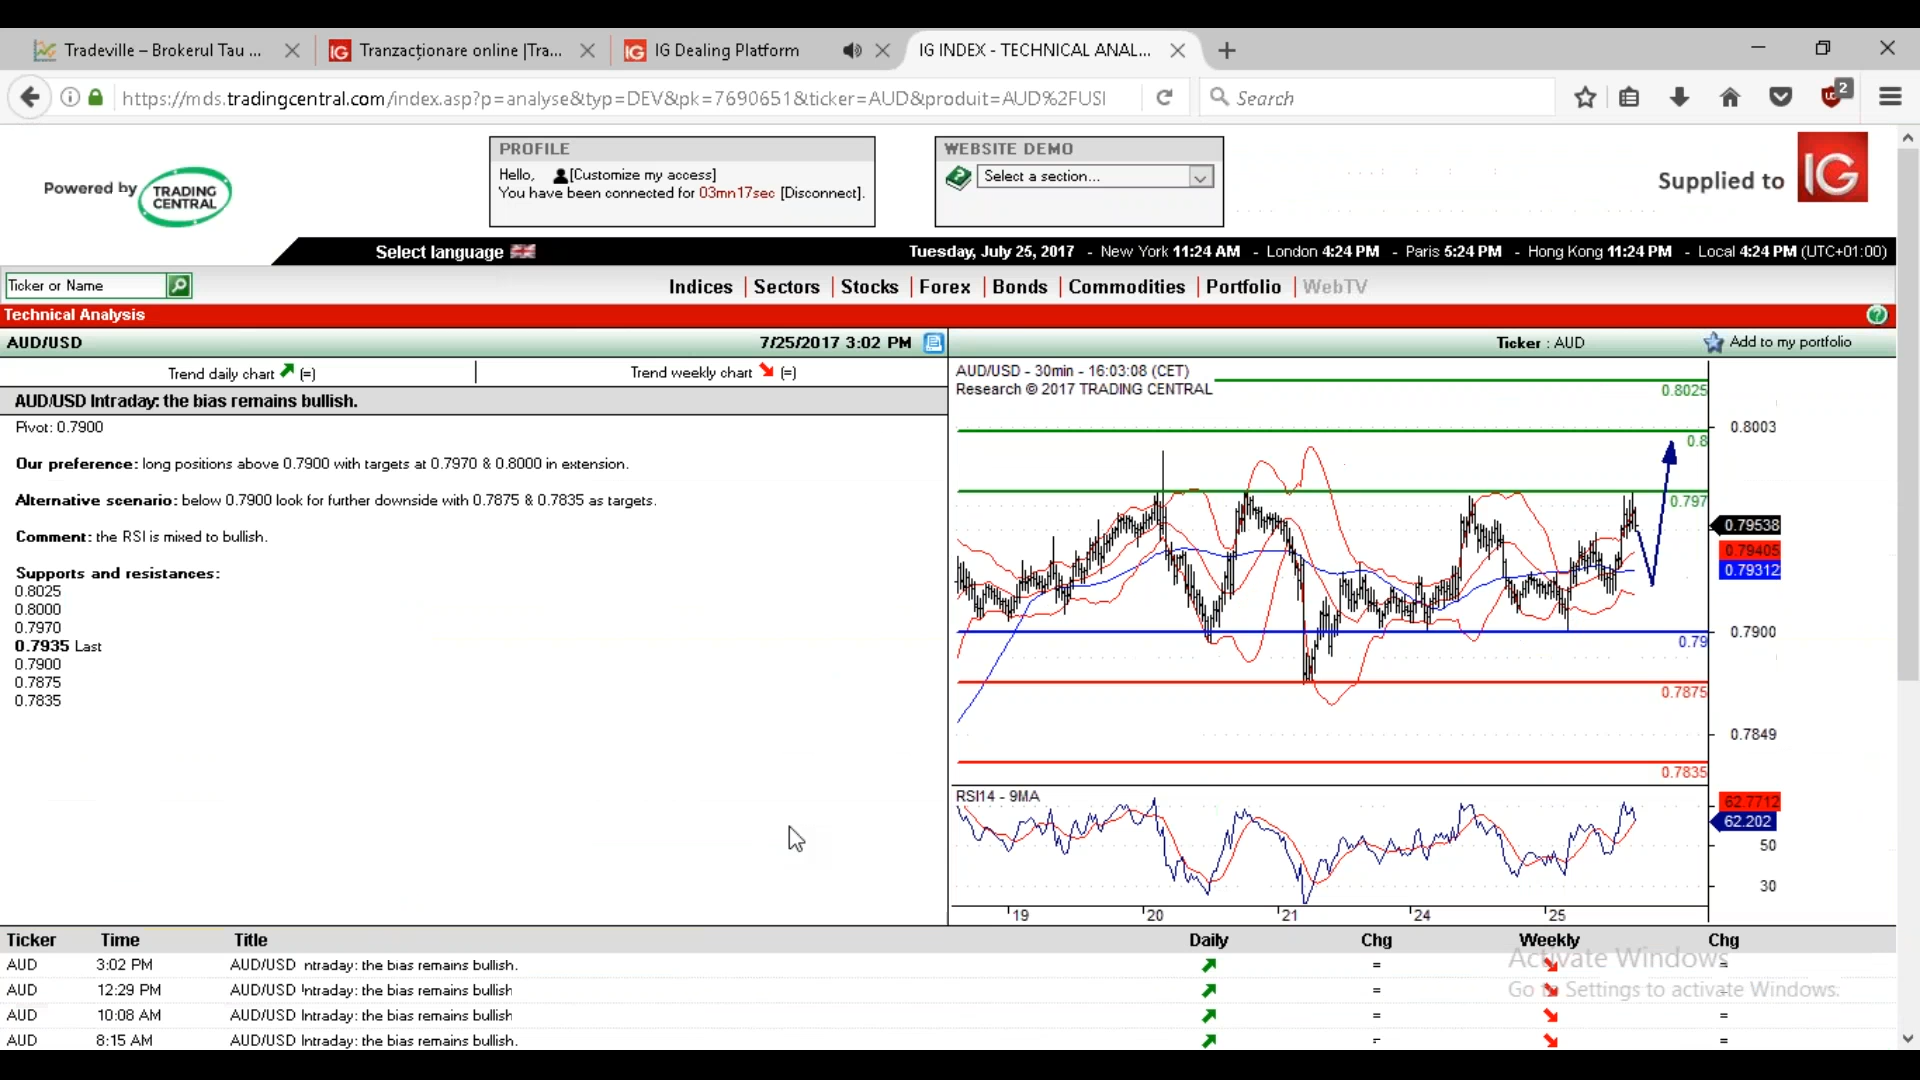 Tradeville – Brokerul Tau ...
IG Tranzacționare online |Tra...
IG IG Dealing Platform
IG INDEX - TECHNICAL ANAL...
https://mds.tradingcentral.com/index.asp?p=analyse&typ=DEV&pk=7690651&ticker=AUD&produit=AUD%2FUSI
Search
2
Powered by TRADING CENTRAL
PROFILE
Hello, [Customize my access]
You have been connected for 03mn17sec [Disconnect].
WEBSITE DEMO
Select a section...
Supplied to IG
Select language
Tuesday, July 25, 2017 - New York 11:24 AM - London 4:24 PM - Paris 5:24 PM - Hong Kong 11:24 PM - Local 4:24 PM (UTC+01:00)
Ticker or Name
Indices | Sectors | Stocks | Forex | Bonds | Commodities | Portfolio | WebTV
Technical Analysis
AUD/USD 7/25/2017 3:02 PM
Ticker : AUD
Add to my portfolio
Trend daily chart (=)
Trend weekly chart (=)
AUD/USD Intraday: the bias remains bullish.
Pivot: 0.7900
Our preference: long positions above 0.7900 with targets at 0.7970 & 0.8000 in extension.
Alternative scenario: below 0.7900 look for further downside with 0.7875 & 0.7835 as targets.
Comment: the RSI is mixed to bullish.
Supports and resistances:
0.8025
0.8000
0.7970
0.7935 Last
0.7900
0.7875
0.7835
AUD/USD - 30min - 16:03:08 (CET)
Research © 2017 TRADING CENTRAL
0.8025
0.8003
0.8
0.797
0.79538
0.79405
0.79312
0.7900
0.79
0.7875
0.7849
0.7835
RSI14 - 9MA
62.7712
62.202
50
30
19 20 21 24 25
Ticker Time Title Daily Chg Weekly Chg
AUD 3:02 PM AUD/USD ntraday: the bias remains bullish. = =
AUD 12:29 PM AUD/USD Intraday: the bias remains bullish = =
AUD 10:08 AM AUD/USD Intraday: the bias remains bullish = =
AUD 8:15 AM AUD/USD Intraday: the bias remains bullish. = =
Activate Windows
Go to Settings to activate Windows.